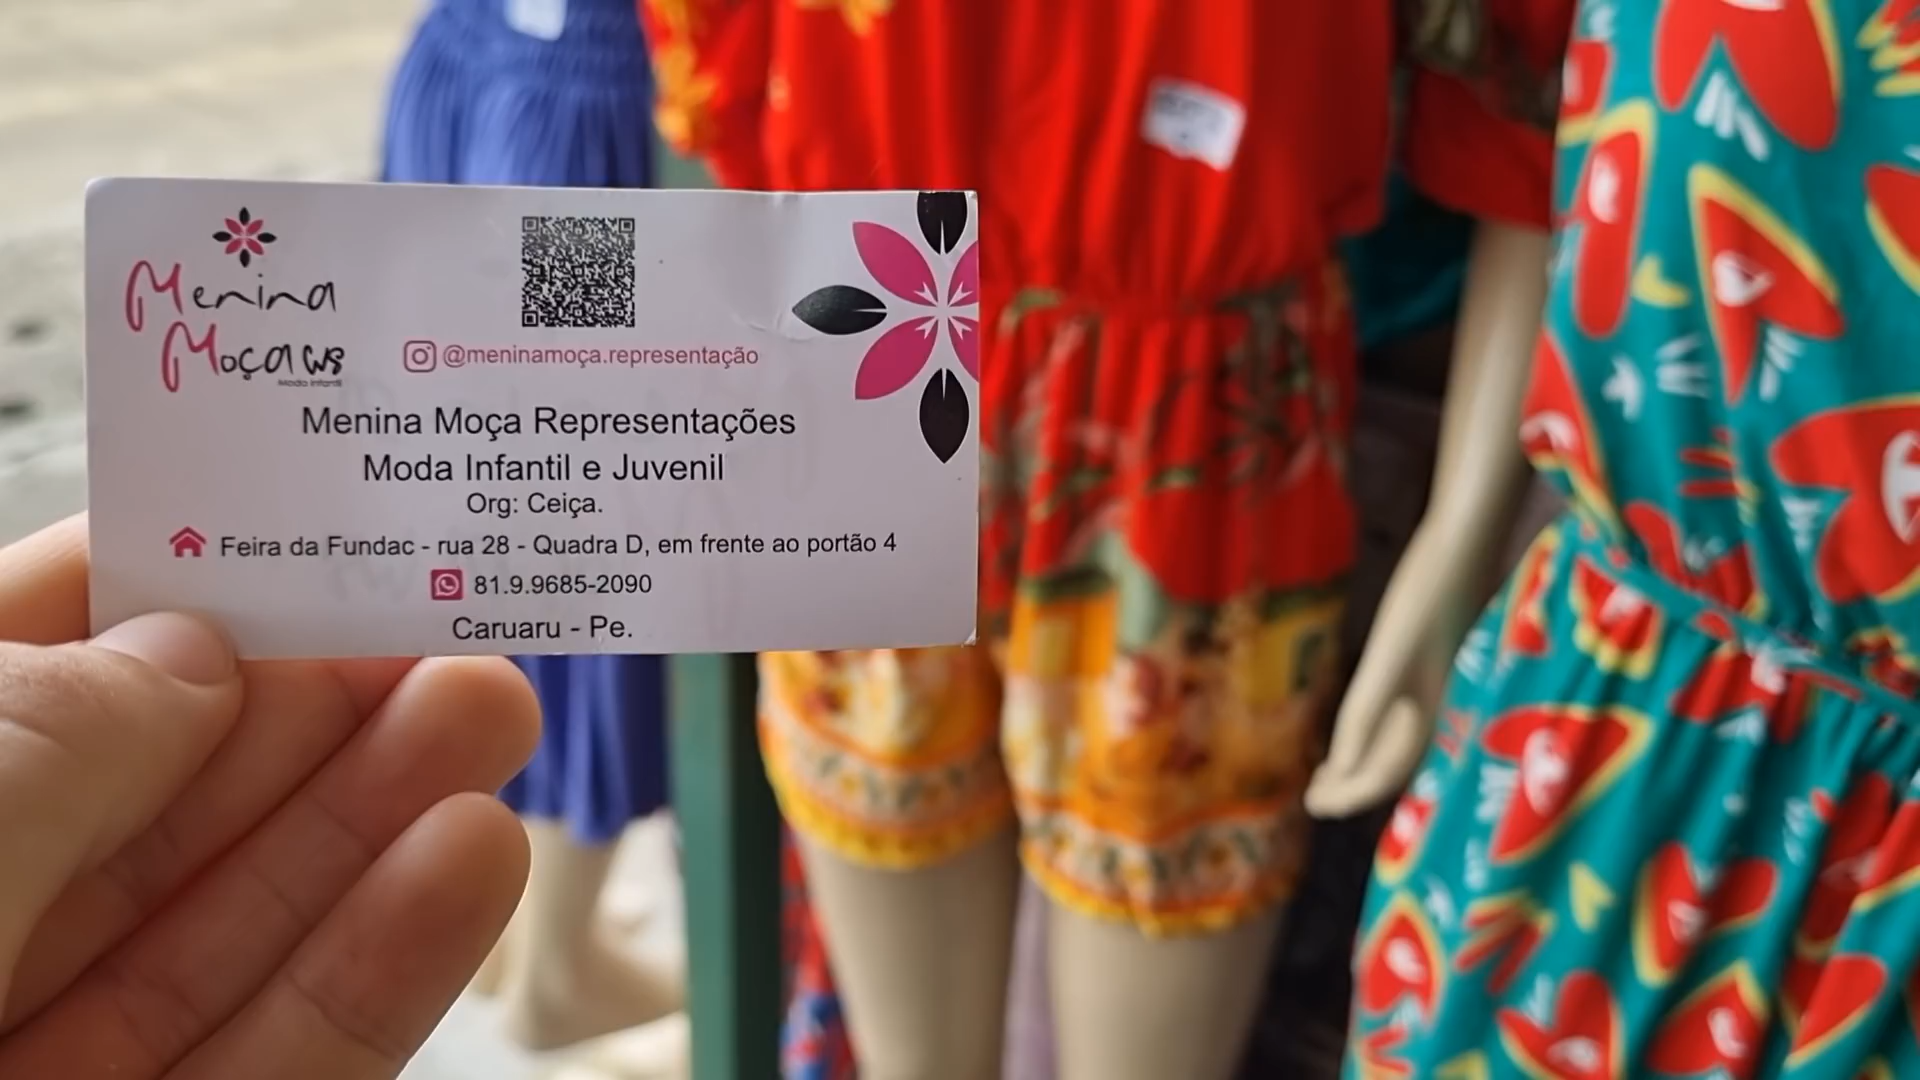 Menina
Moça WS
Moda Infantil
@meninamoça.representação
Menina Moça Representações
Moda Infantil e Juvenil
Org: Ceiça.
Feira da Fundac - rua 28 - Quadra D, em frente ao portão 4
81.9.9685-2090
Caruaru - Pe.